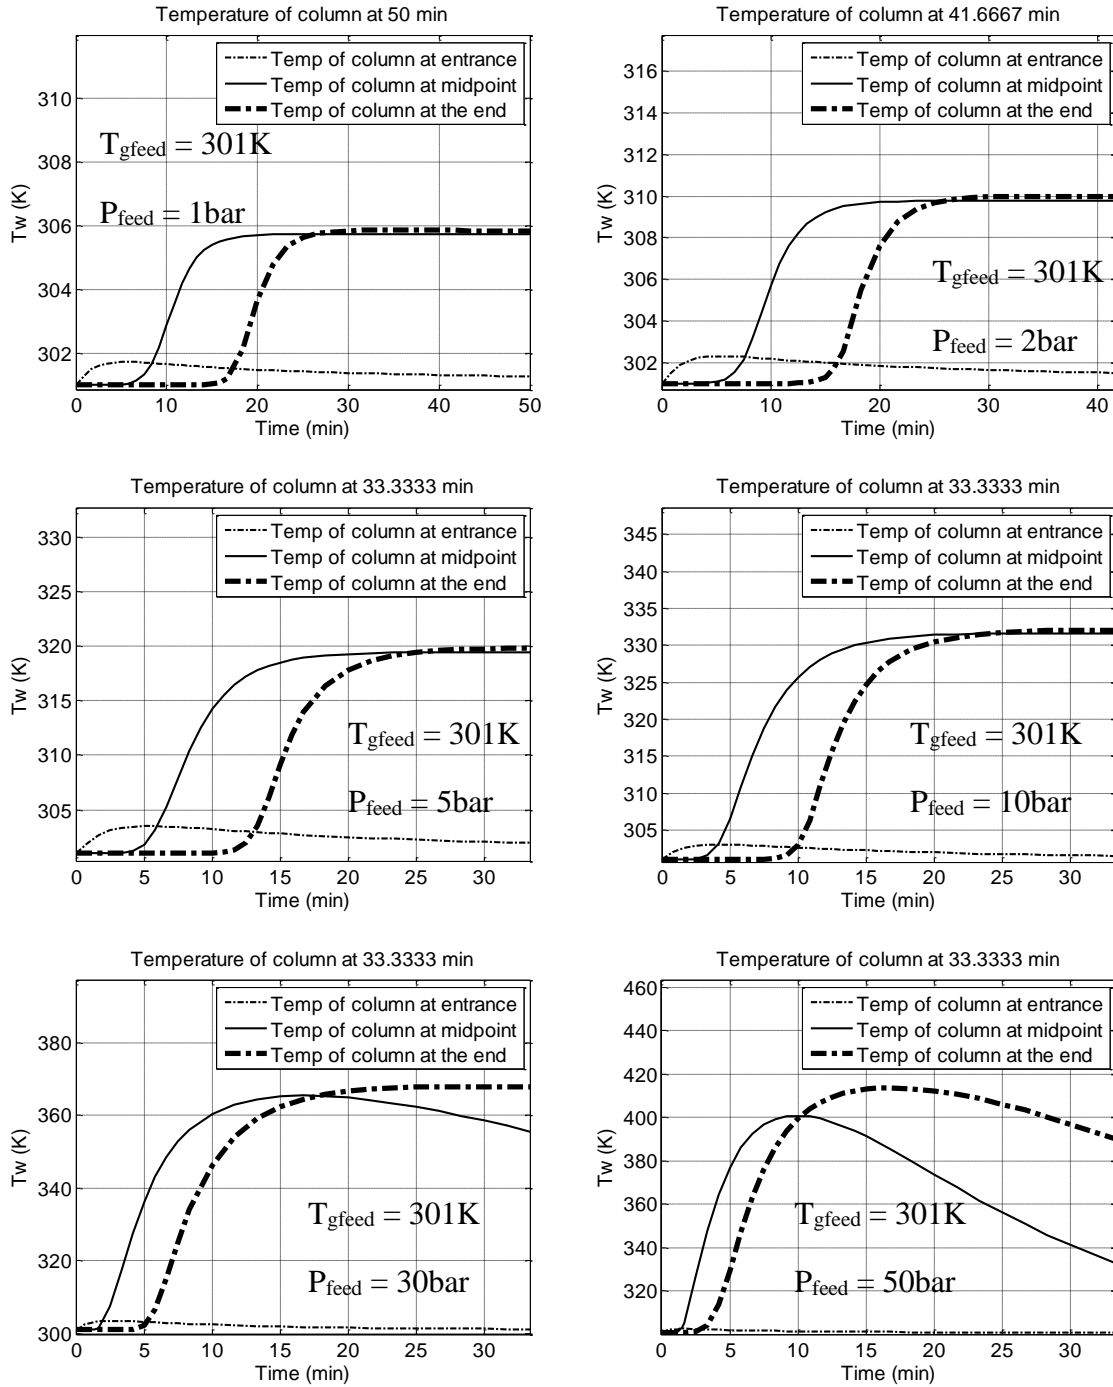 Temperature of column at 50 min
Temp of column at entrance
Temp of column at midpoint
Temp of column at the end
Tgfeed = 301K
Pfeed = 1bar
Tw (K)
310
308
306
304
302
0
10
20
30
40
50
Time (min)
Temperature of column at 41.6667 min
Temp of column at entrance
Temp of column at midpoint
Temp of column at the end
Tgfeed = 301K
Pfeed = 2bar
Tw (K)
316
314
312
310
308
306
304
302
0
10
20
30
40
Time (min)
Temperature of column at 33.3333 min
Temp of column at entrance
Temp of column at midpoint
Temp of column at the end
Tgfeed = 301K
Pfeed = 5bar
Tw (K)
330
325
320
315
310
305
0
5
10
15
20
25
30
Time (min)
Temperature of column at 33.3333 min
Temp of column at entrance
Temp of column at midpoint
Temp of column at the end
Tgfeed = 301K
Pfeed = 10bar
Tw (K)
345
340
335
330
325
320
315
310
305
0
5
10
15
20
25
30
Time (min)
Temperature of column at 33.3333 min
Temp of column at entrance
Temp of column at midpoint
Temp of column at the end
Tgfeed = 301K
Pfeed = 30bar
Tw (K)
380
360
340
320
300
0
5
10
15
20
25
30
Time (min)
Temperature of column at 33.3333 min
Temp of column at entrance
Temp of column at midpoint
Temp of column at the end
Tgfeed = 301K
Pfeed = 50bar
Tw (K)
460
440
420
400
380
360
340
320
0
5
10
15
20
25
30
Time (min)